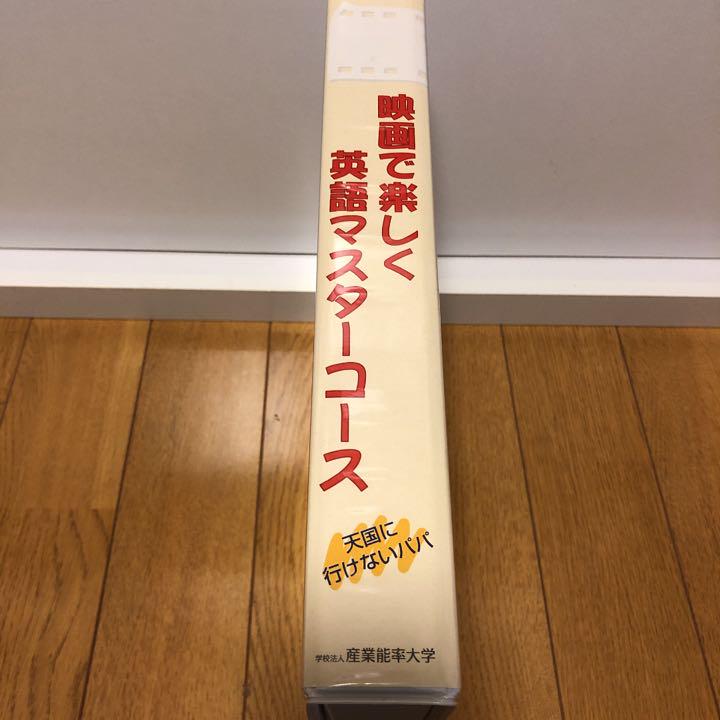 映画で楽しく
英語マスターコース
天国に
行けないパパ
学校法人 産業能率大学